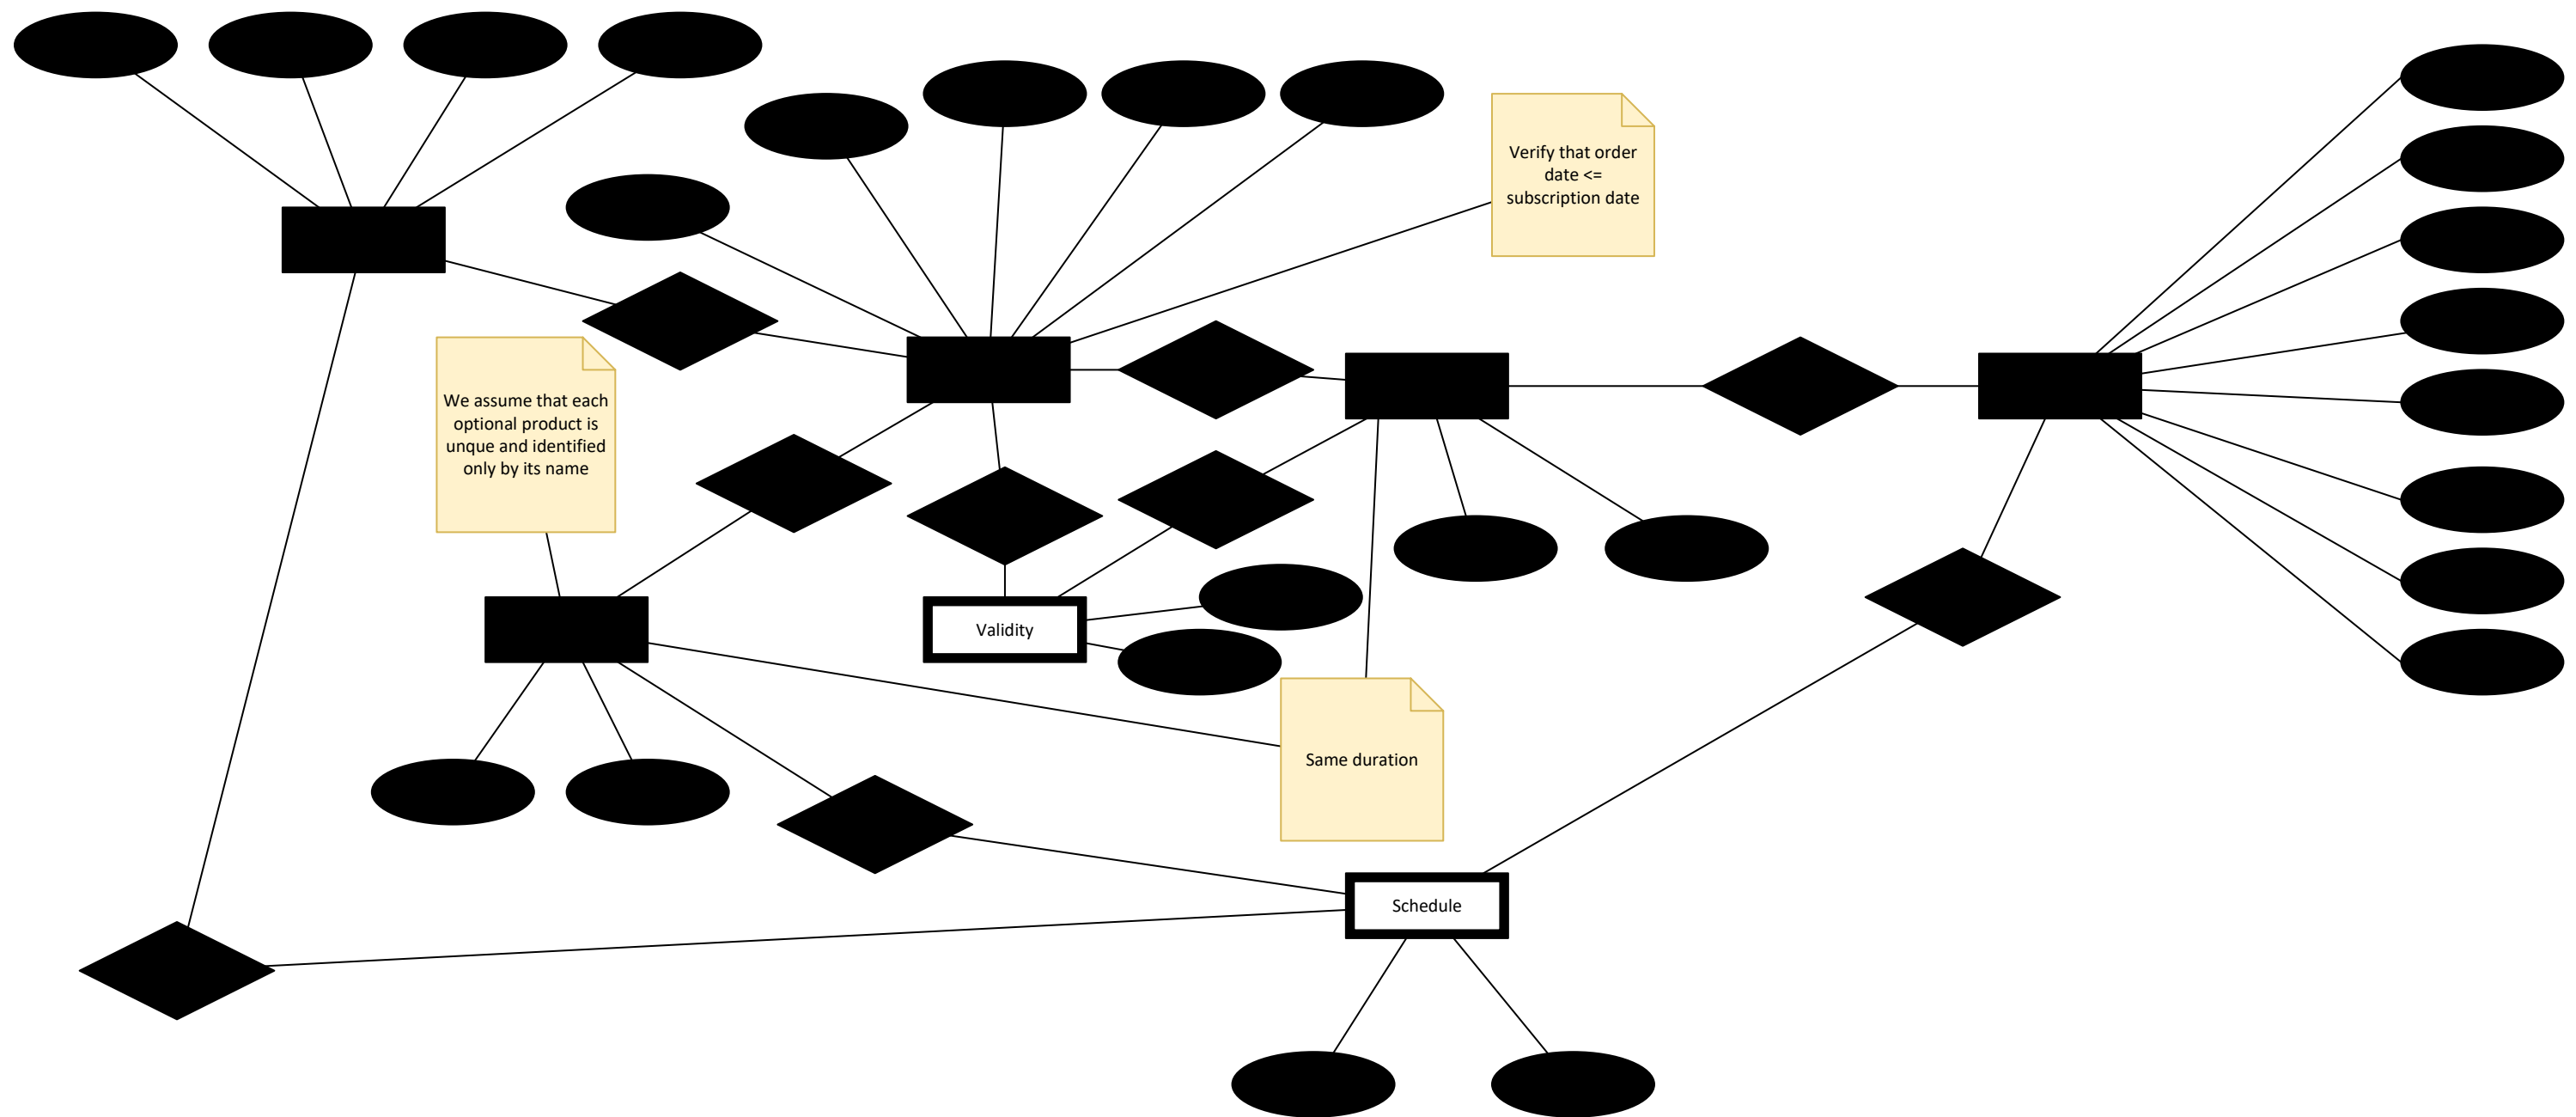 Verify that order
date <=
subscription date
We assume that each
optional product is
unque and identified
only by its name
Validity
Same duration
Schedule